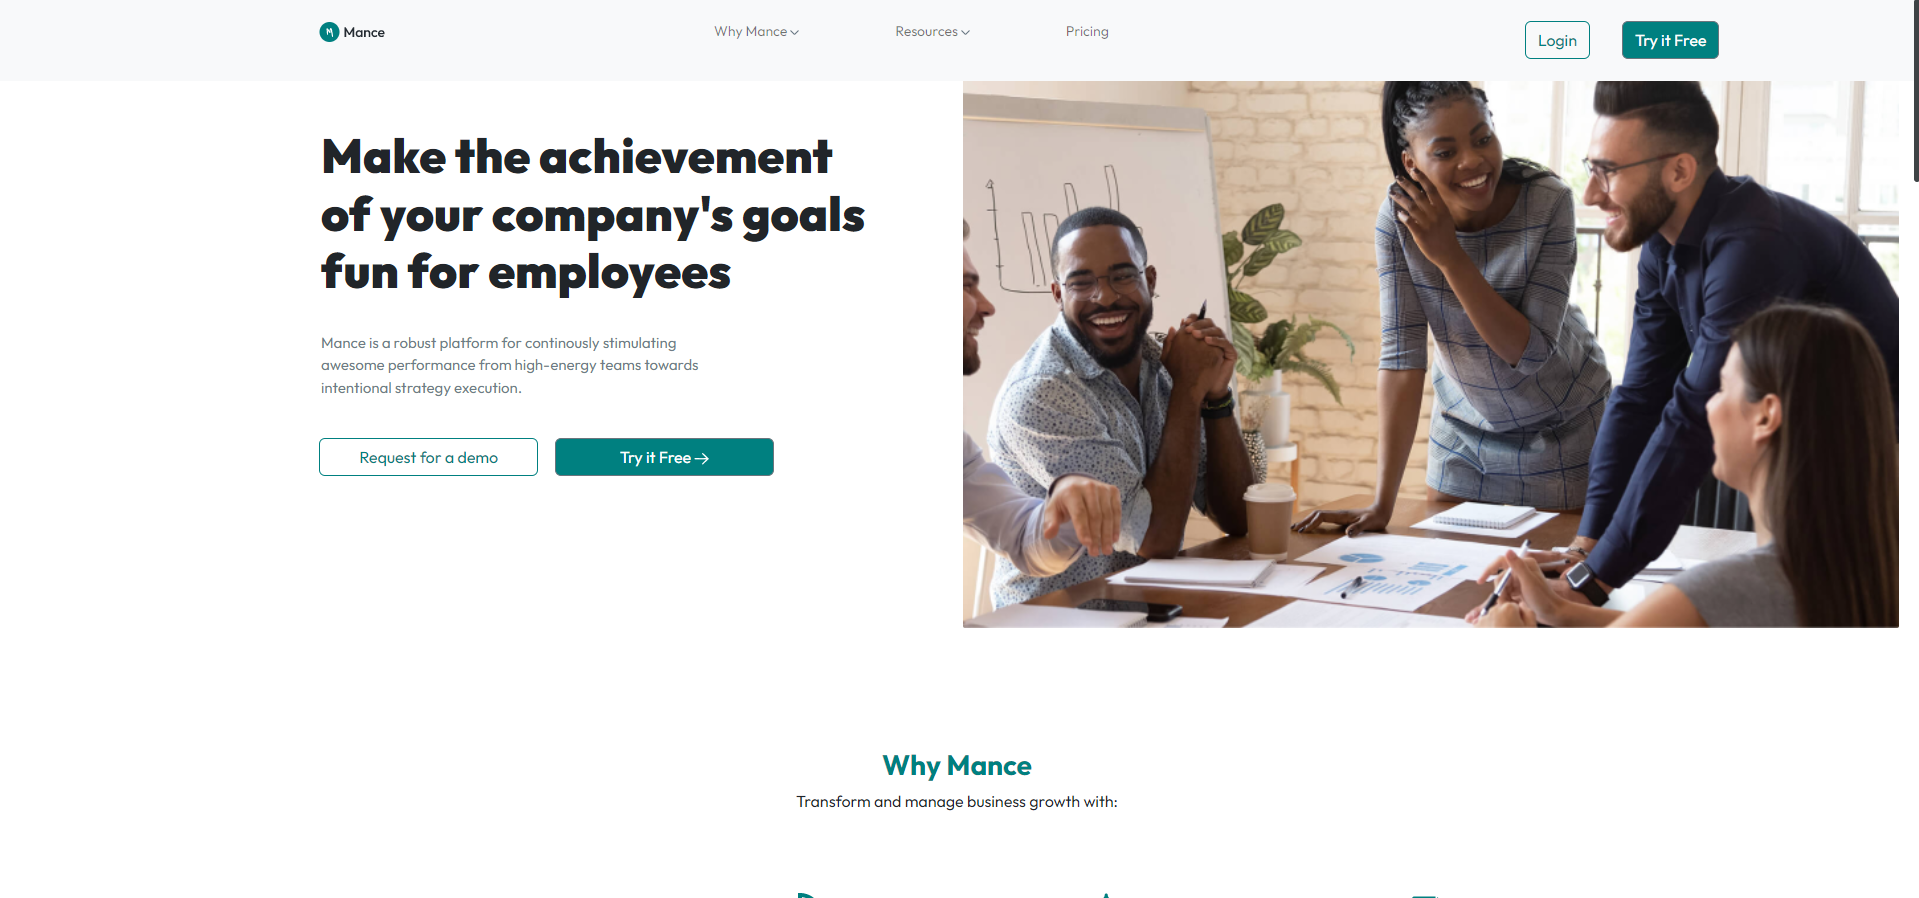 Mance
Why Mance
Resources
Pricing
Login
Try it Free
Make the achievement
of your company's goals
fun for employees
Mance is a robust platform for continously stimulating
awesome performance from high-energy teams towards
intentional strategy execution.
Request for a demo
Try it Free
Why Mance
Transform and manage business growth with: